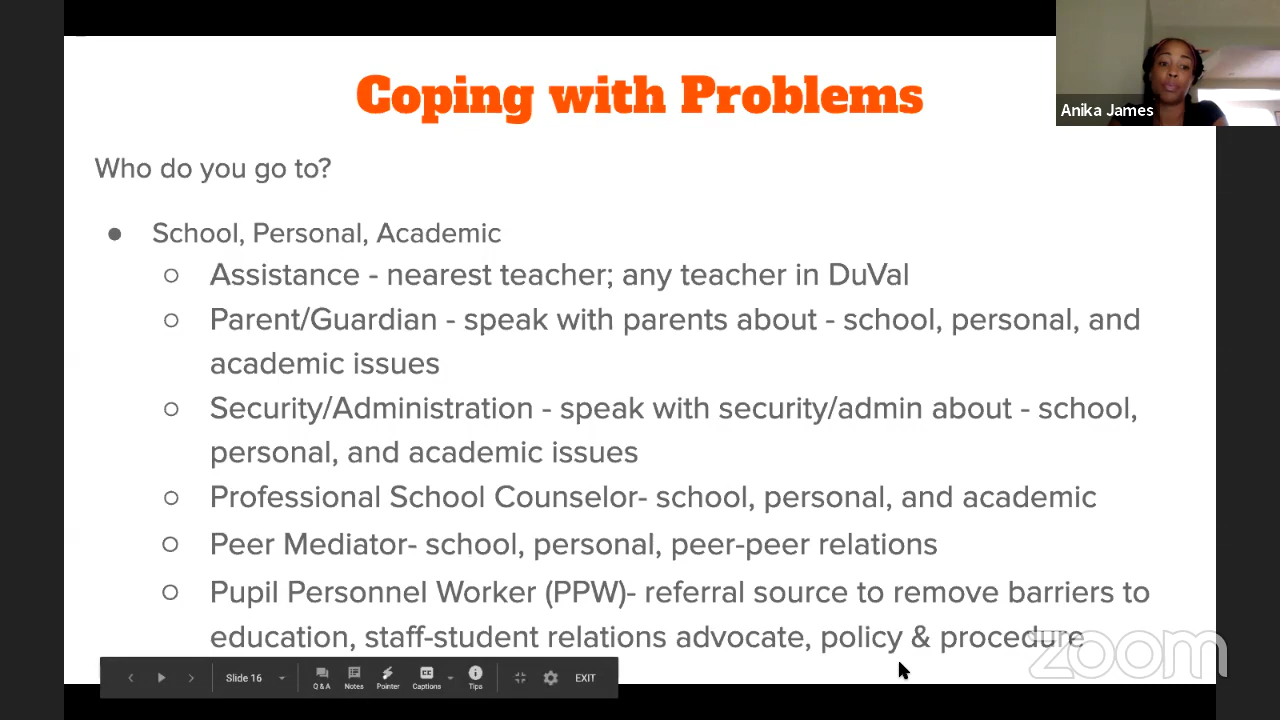 Coping with Problems
Anika James
Who do you go to?
● School, Personal, Academic
○ Assistance - nearest teacher; any teacher in DuVal
○ Parent/Guardian - speak with parents about - school, personal, and
academic issues
○ Security/Administration - speak with security/admin about - school,
personal, and academic issues
○ Professional School Counselor- school, personal, and academic
○ Peer Mediator- school, personal, peer-peer relations
○ Pupil Personnel Worker (PPW)- referral source to remove barriers to
education, staff-student relations advocate, policy & procedure
zoom
Slide 16
Q & A
Notes
Pointer
CC
Captions
Tips
EXIT